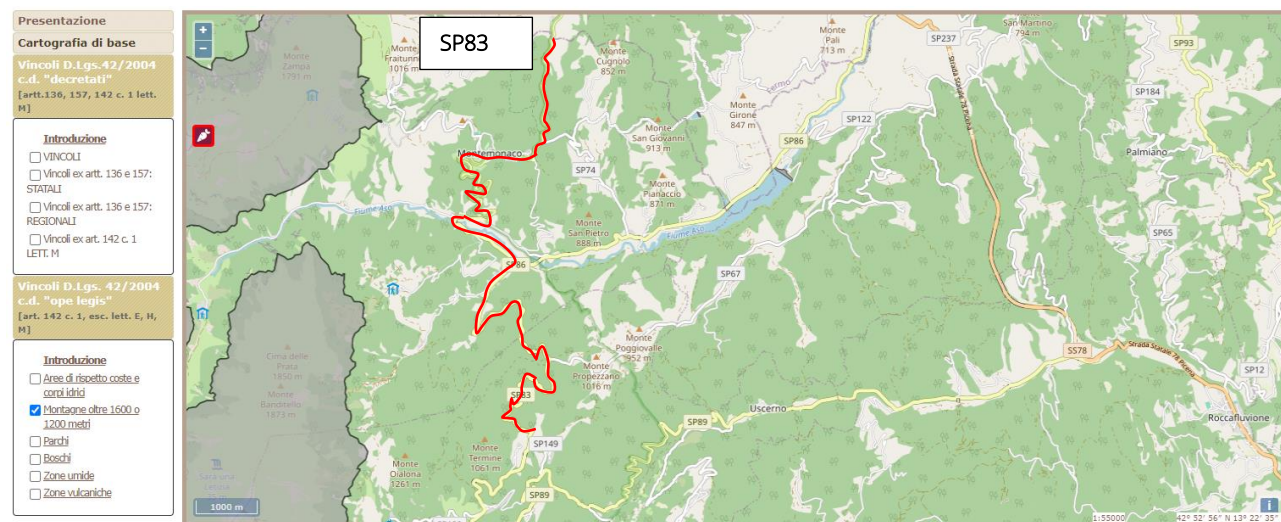 Presentazione
Cartografia di base
Vincoli D.Lgs.42/2004
c.d. "decretati"
[artt.136, 157, 142 c. 1 lett.
M]
Introduzione
VINCOLI
Vincoli ex artt. 136 e 157:
STATALI
Vincoli ex artt. 136 e 157:
REGIONALI
Vincoli ex art. 142 c. 1
LETT. M
Vincoli D.Lgs. 42/2004
c.d. "ope legis"
[art. 142 c. 1, esc. lett. E, H,
M]
Introduzione
Aree di rispetto coste e
corpi idrici
Montagne oltre 1600 o
1200 metri
Parchi
Boschi
Zone umide
Zone vulcaniche
+
−
SP83
Monte
Zampa
1791 m
Monte
1016 m
Monte
Cugnolo
852 m
Monte
Pali
713 m
San Martino
794 m
SP237
SP93
Strada Statale 78 Picena
Fermo
Monte
Girone
847 m
SP184
SP86
SP122
Monte
San Giovanni
913 m
Montemonaco
Palmiano
SP74
Monte
Pianaccio
871 m
Fiume Aso
Monte
San Pietro
888 m
Fiume Aso
SP65
SP86
SP67
Cima delle
Prata
1850 m
Monte
Banditello
1873 m
Monte
Poggiovalle
952 m
Monte
Propezzano
1016 m
SS78
Strada Statale 78 Picena
SP12
SP83
Uscerno
Roccafluvione
SP89
SP149
Monte
Termine
1061 m
Monte
Oialona
1261 m
SP89
1000 m
1:55000
42° 52' 56" N 13° 22' 35"
i